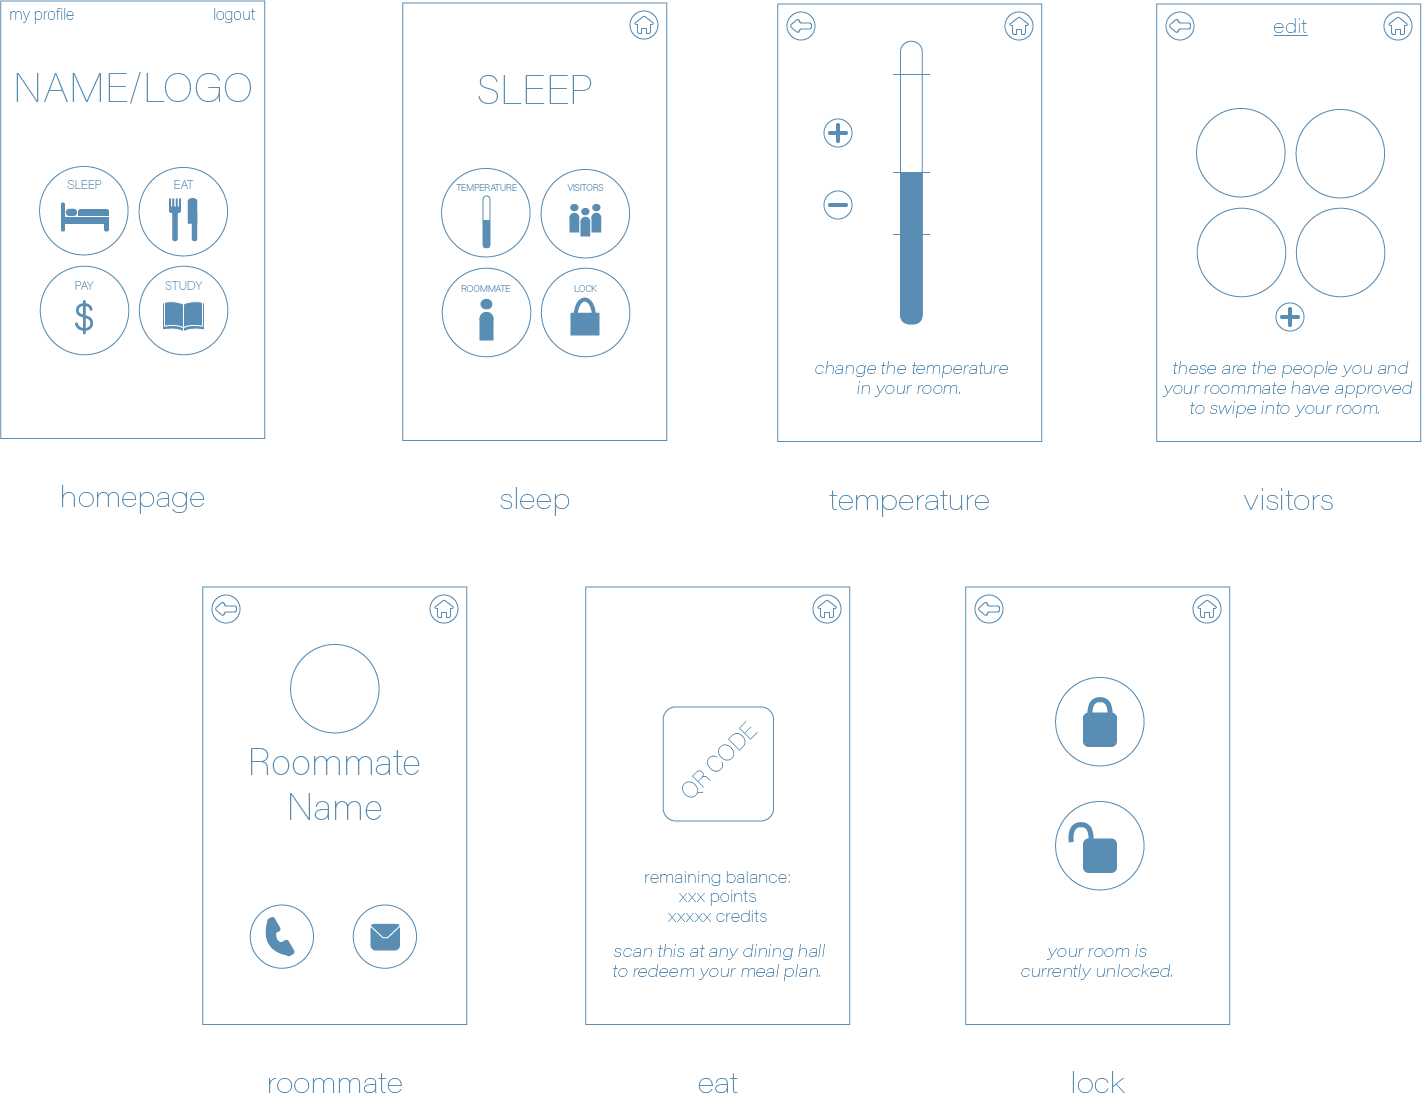 my profile
logout
NAME/LOGO
SLEEP
EAT
PAY
$
STUDY
homepage
SLEEP
TEMPERATURE
VISITORS
ROOMMATE
LOCK
sleep
change the temperature
in your room.
temperature
edit
these are the people you and
your roommate have approved
to swipe into your room.
visitors
Roommate
Name
roommate
QR CODE
remaining balance:
xxx points
xxxxx credits
scan this at any dining hall
to redeem your meal plan.
eat
your room is
currently unlocked.
lock